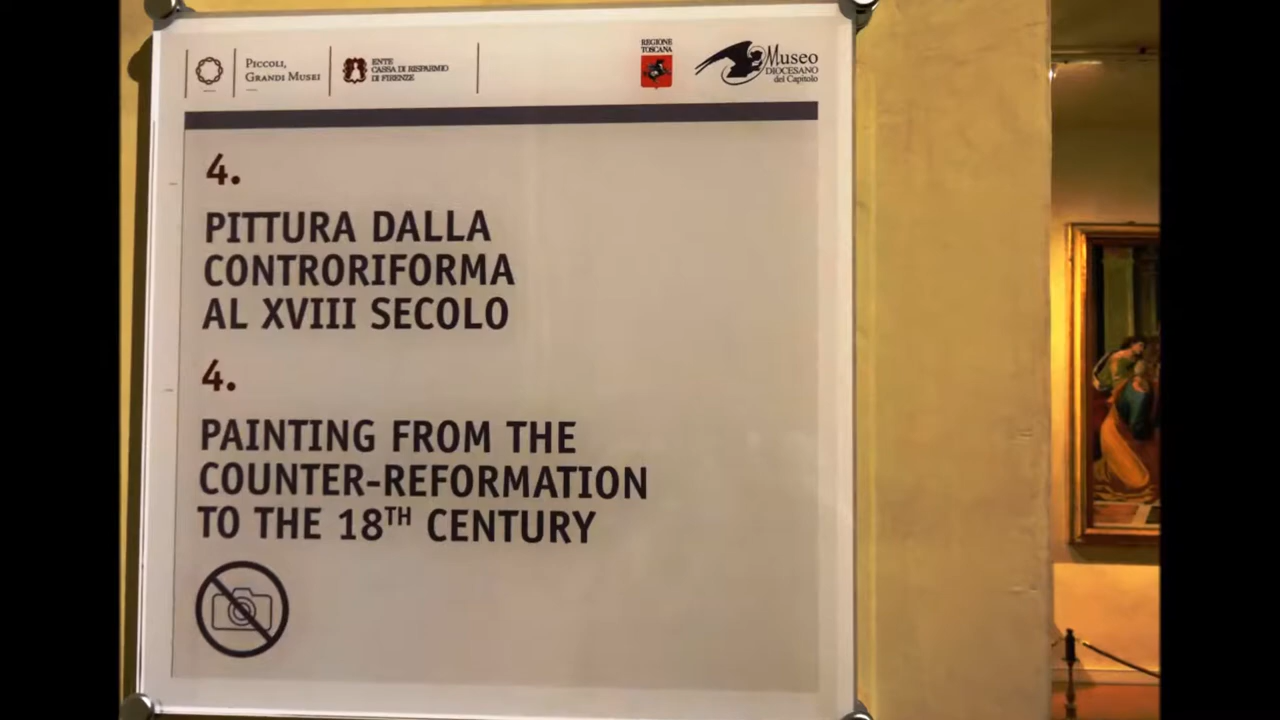 PICCOLI,
GRANDI MUSEI
ENTE
CASSA DI RISPARMIO
DI FIRENZE
REGIONE
TOSCANA
Museo
DIOCESANO
del Capitolo
4.
PITTURA DALLA
CONTRORIFORMA
AL XVIII SECOLO
4.
PAINTING FROM THE
COUNTER-REFORMATION
TO THE 18TH CENTURY